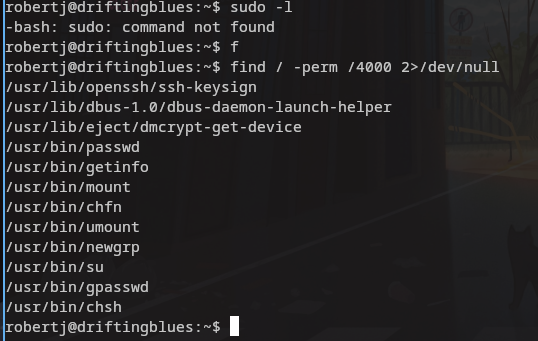 robertj@driftingblues:~$ sudo -l
-bash: sudo: command not found
robertj@driftingblues:~$ f
robertj@driftingblues:~$ find / -perm /4000 2>/dev/null
/usr/lib/openssh/ssh-keysign
/usr/lib/dbus-1.0/dbus-daemon-launch-helper
/usr/lib/eject/dmcrypt-get-device
/usr/bin/passwd
/usr/bin/getinfo
/usr/bin/mount
/usr/bin/chfn
/usr/bin/umount
/usr/bin/newgrp
/usr/bin/su
/usr/bin/gpasswd
/usr/bin/chsh
robertj@driftingblues:~$